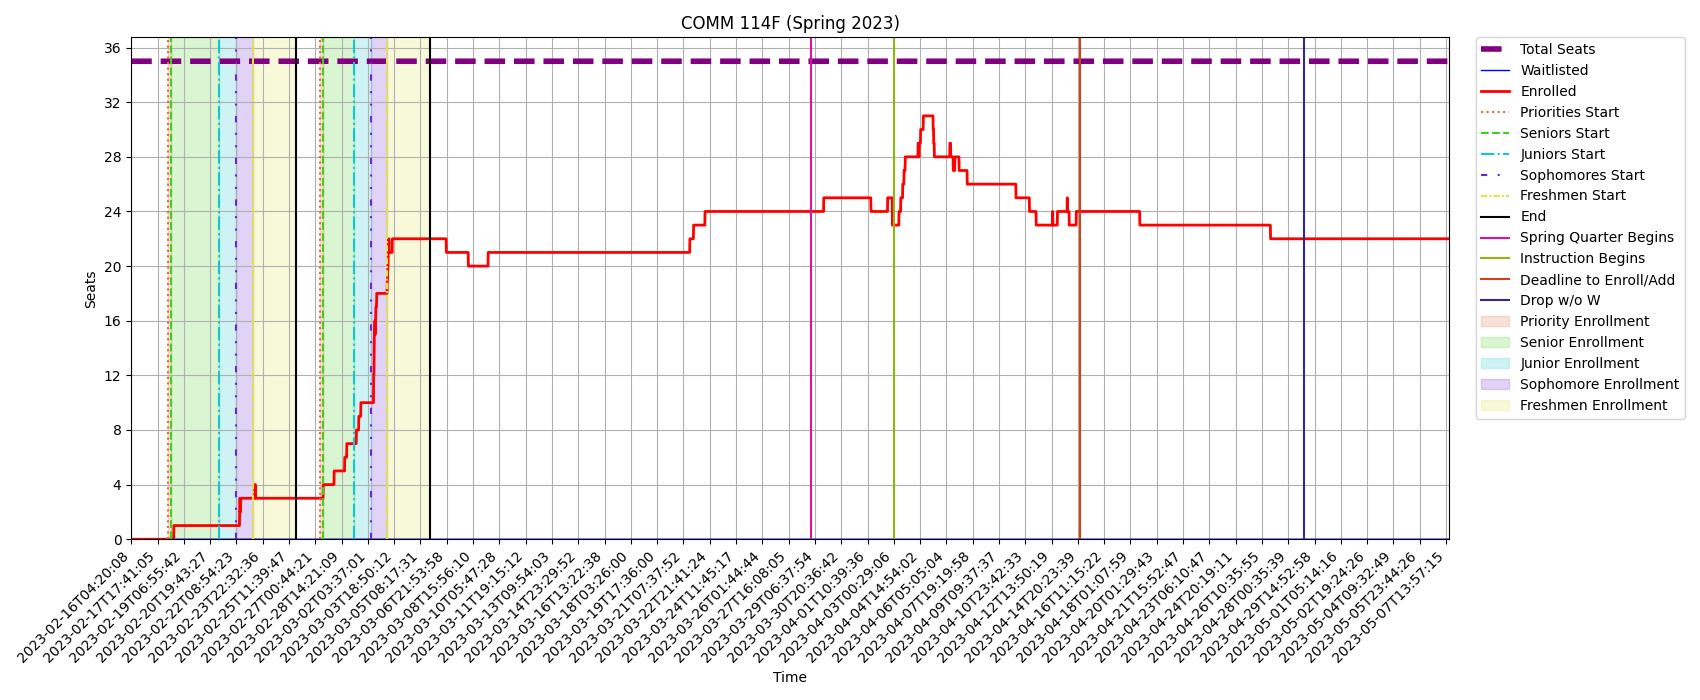 COMM 114F (Spring 2023)
Seats
36
32
28
24
20
16
12
8
4
0
2023-02-16T04:20:08
2023-02-17T17:41:05
2023-02-19T06:55:42
2023-02-20T19:43:27
2023-02-22T08:54:23
2023-02-23T22:32:36
2023-02-25T11:39:47
2023-02-27T00:44:21
2023-02-28T14:21:09
2023-03-02T03:37:01
2023-03-03T18:50:12
2023-03-05T08:17:31
2023-03-06T21:53:58
2023-03-08T15:56:10
2023-03-10T05:47:28
2023-03-11T19:15:12
2023-03-13T09:54:03
2023-03-14T23:29:52
2023-03-16T13:22:38
2023-03-18T03:26:00
2023-03-19T17:36:00
2023-03-21T07:37:52
2023-03-22T21:41:24
2023-03-24T11:45:17
2023-03-26T01:44:44
2023-03-27T16:08:05
2023-03-29T06:37:54
2023-03-30T20:36:42
2023-04-01T10:39:36
2023-04-03T00:29:06
2023-04-04T14:54:02
2023-04-06T05:05:04
2023-04-07T19:19:58
2023-04-09T09:37:37
2023-04-10T23:42:33
2023-04-12T13:50:19
2023-04-14T20:23:39
2023-04-16T11:15:22
2023-04-18T01:07:59
2023-04-20T01:29:43
2023-04-21T15:52:47
2023-04-23T06:10:47
2023-04-24T20:19:11
2023-04-26T10:35:55
2023-04-28T00:35:39
2023-04-29T14:52:58
2023-05-01T05:14:16
2023-05-02T19:24:26
2023-05-04T09:32:49
2023-05-05T23:44:26
2023-05-07T13:57:15
Time
Total Seats
Waitlisted
Enrolled
Priorities Start
Seniors Start
Juniors Start
Sophomores Start
Freshmen Start
End
Spring Quarter Begins
Instruction Begins
Deadline to Enroll/Add
Drop w/o W
Priority Enrollment
Senior Enrollment
Junior Enrollment
Sophomore Enrollment
Freshmen Enrollment